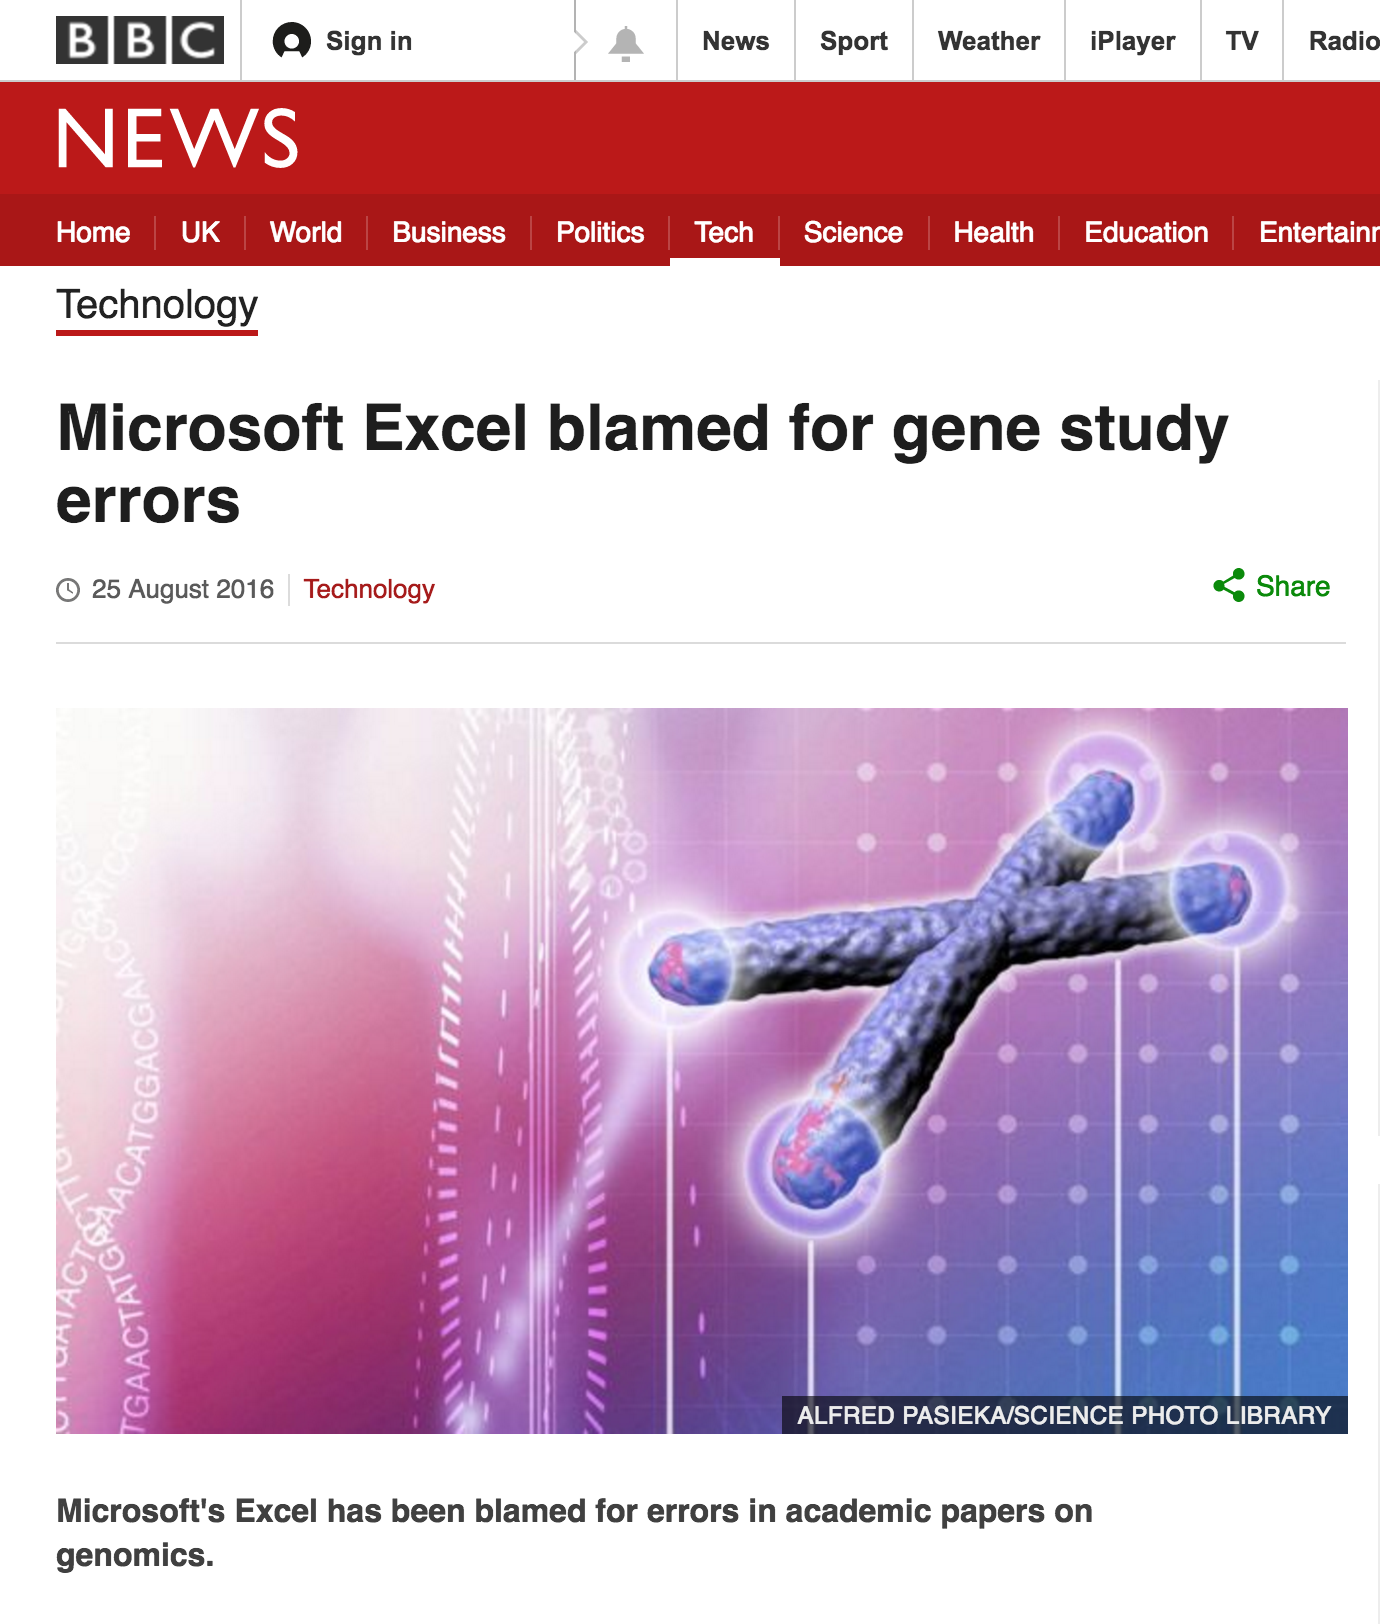 BBC
Sign in
News
Sport
Weather
iPlayer
TV
Radio
NEWS
Home
UK
World
Business
Politics
Tech
Science
Health
Education
Entertainm
Technology
Microsoft Excel blamed for gene study
errors
25 August 2016
Technology
Share
ALFRED PASIEKA/SCIENCE PHOTO LIBRARY
Microsoft's Excel has been blamed for errors in academic papers on
genomics.